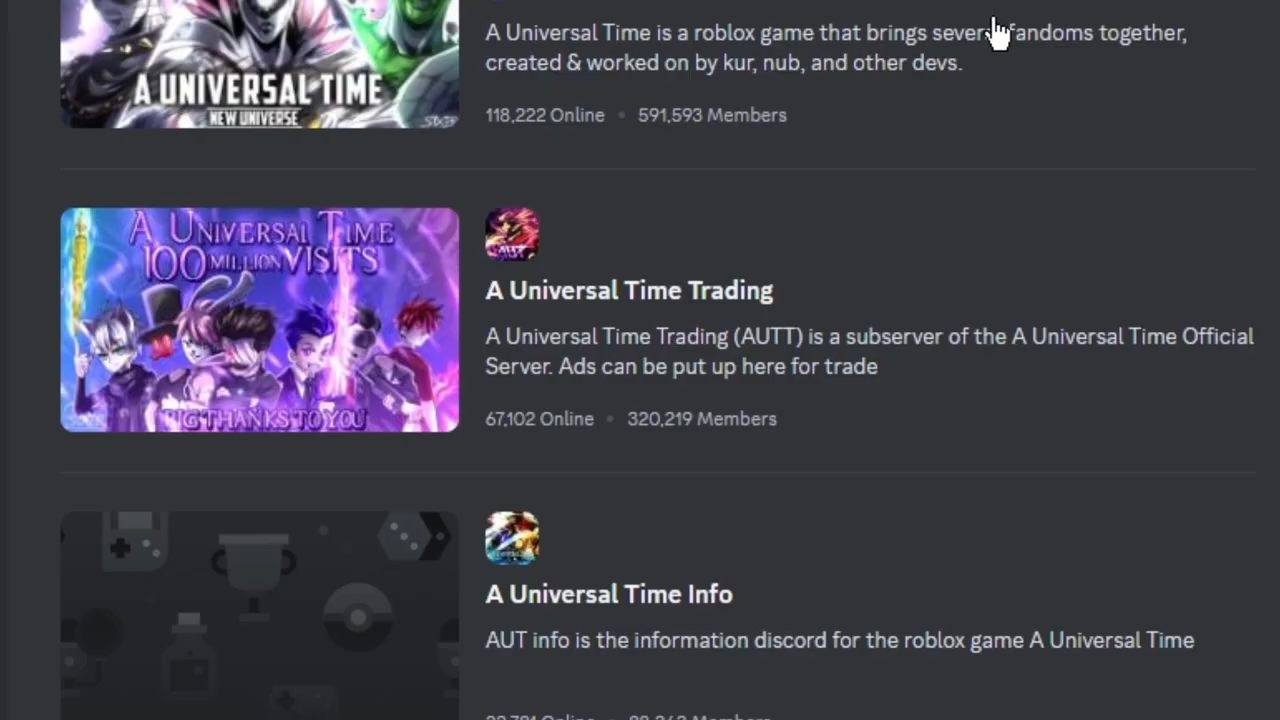 A Universal Time is a roblox game that brings several fandoms together,
created & worked on by kur, nub, and other devs.
118,222 Online • 591,593 Members
A UNIVERSAL TIME
NEW UNIVERSE
A UNIVERSAL TIME
100 MILLION VISITS
BIG THANKS TO YOU
A Universal Time Trading
A Universal Time Trading (AUTT) is a subserver of the A Universal Time Official
Server. Ads can be put up here for trade
67,102 Online • 320,219 Members
A Universal Time Info
AUT info is the information discord for the roblox game A Universal Time
Online • Members